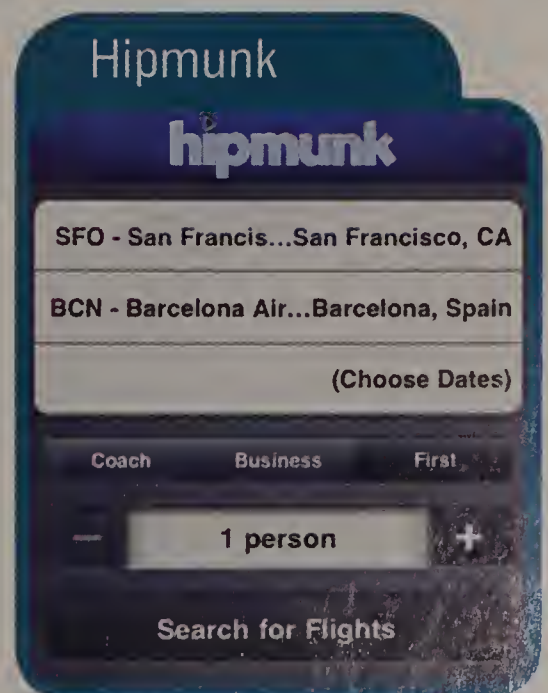 Hipmunk
hipmunk
SFO - San Francis...San Francisco, CA
BCN - Barcelona Air...Barcelona, Spain
(Choose Dates)
Coach Business First
− 1 person +
Search for Flights